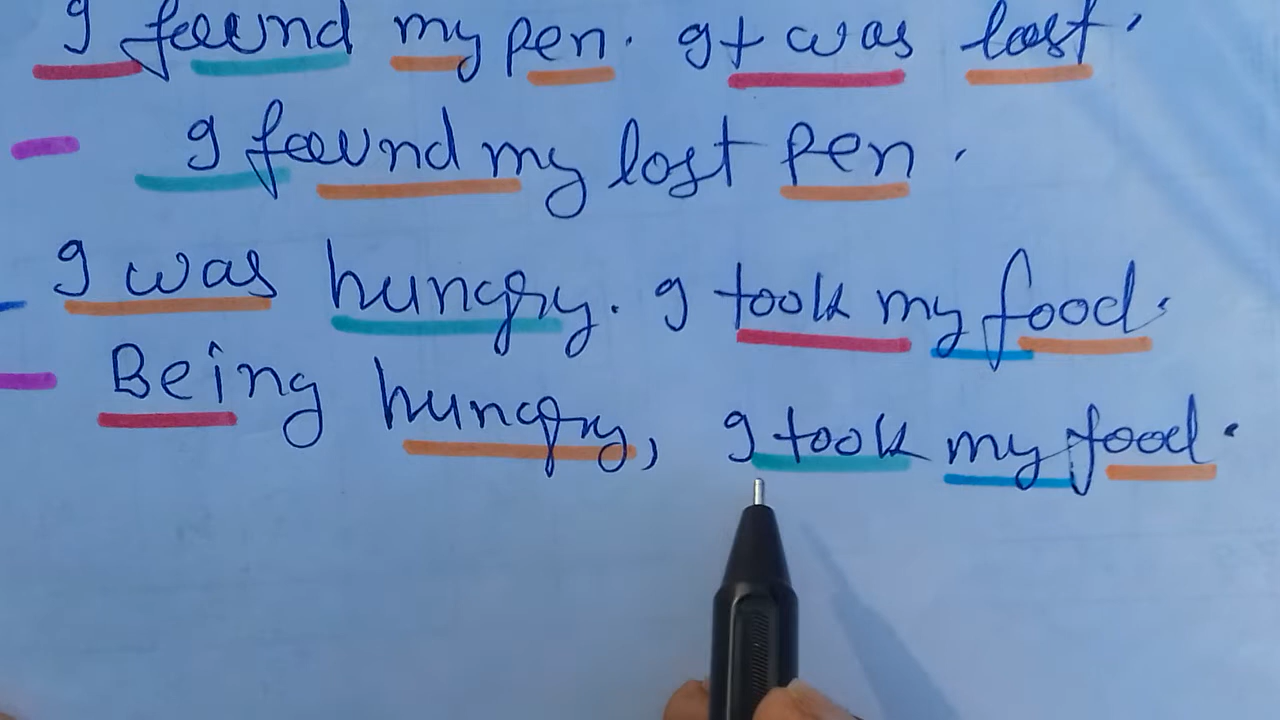 I found my pen. It was lost.
I found my lost pen.
I was hungry. I took my food.
Being hungry, I took my food.